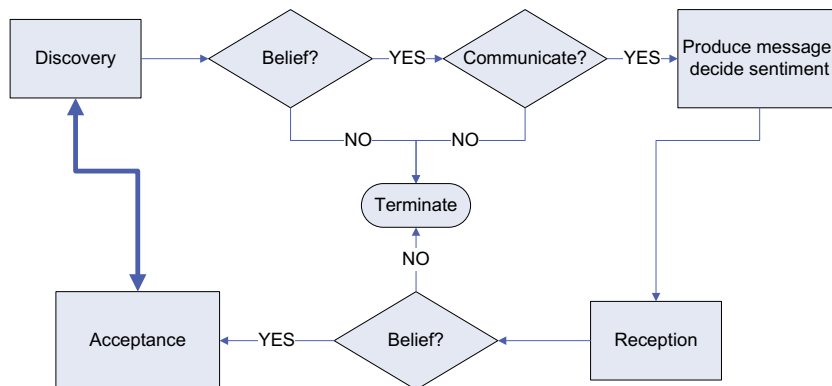 Discovery
Belief?
YES
Communicate?
YES
Produce message,
decide sentiment
NO
NO
Terminate
NO
Acceptance
YES
Belief?
Reception